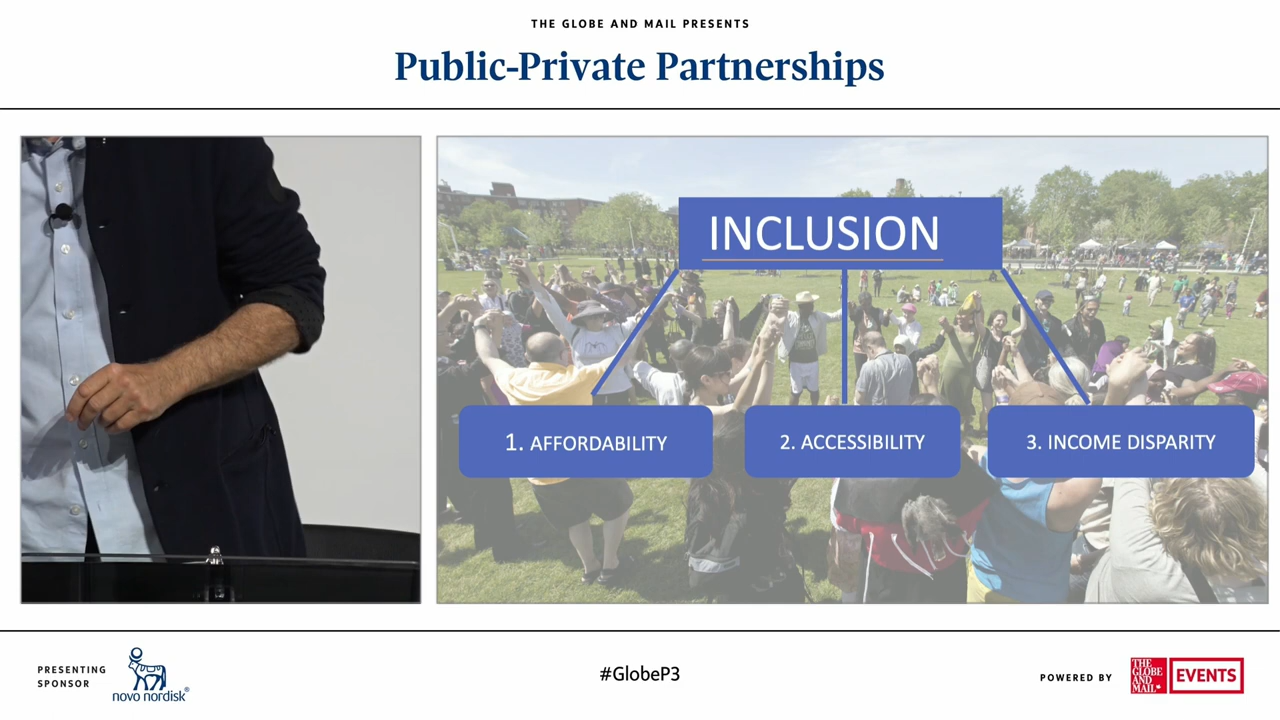 THE GLOBE AND MAIL PRESENTS
Public-Private Partnerships
INCLUSION
1. AFFORDABILITY
2. ACCESSIBILITY
3. INCOME DISPARITY
PRESENTING
SPONSOR
novo nordisk®
#GlobeP3
POWERED BY
THE
GLOBE
AND
MAIL
EVENTS